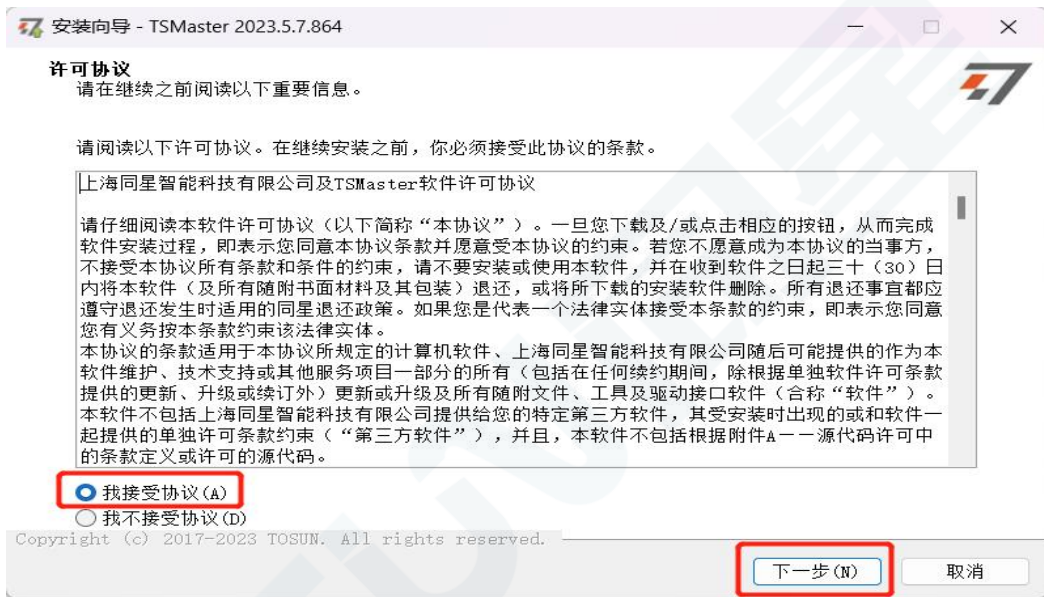 安装向导 - TSMaster 2023.5.7.864
许可协议
请在继续之前阅读以下重要信息。
请阅读以下许可协议。在继续安装之前，你必须接受此协议的条款。
上海同星智能科技有限公司及TSMaster软件许可协议
请仔细阅读本软件许可协议（以下简称“本协议”）。一旦您下载及/或点击相应的按钮，从而完成
软件安装过程，即表示您同意本协议条款并愿意受本协议的约束。若您不愿意成为本协议的当事方，
不接受本协议所有条款和条件的约束，请不要安装或使用本软件，并在收到软件之日起三十（30）日
内将本软件（及所有随附书面材料及其包装）退还，或将所下载的安装软件删除。所有退还事宜都应
遵守退还发生时适用的同星退还政策。如果您是代表一个法律实体接受本条款的约束，即表示您同意
您有义务按本条款约束该法律实体。
本协议的条款适用于本协议所规定的计算机软件、上海同星智能科技有限公司随后可能提供的作为本
软件维护、技术支持或其他服务项目一部分的所有（包括在任何续约期间，除根据单独软件许可条款
提供的更新、升级或续订外）更新或升级及所有随附文件、工具及驱动接口软件（合称“软件”）。
本软件不包括上海同星智能科技有限公司提供给您的特定第三方软件，其受安装时出现的或和软件一
起提供的单独许可条款约束（“第三方软件”），并且，本软件不包括根据附件A——源代码许可中
的条款定义或许可的源代码。
我接受协议(A)
我不接受协议(D)
Copyright (c) 2017-2023 TOSUN. All rights reserved.
下一步(N)
取消